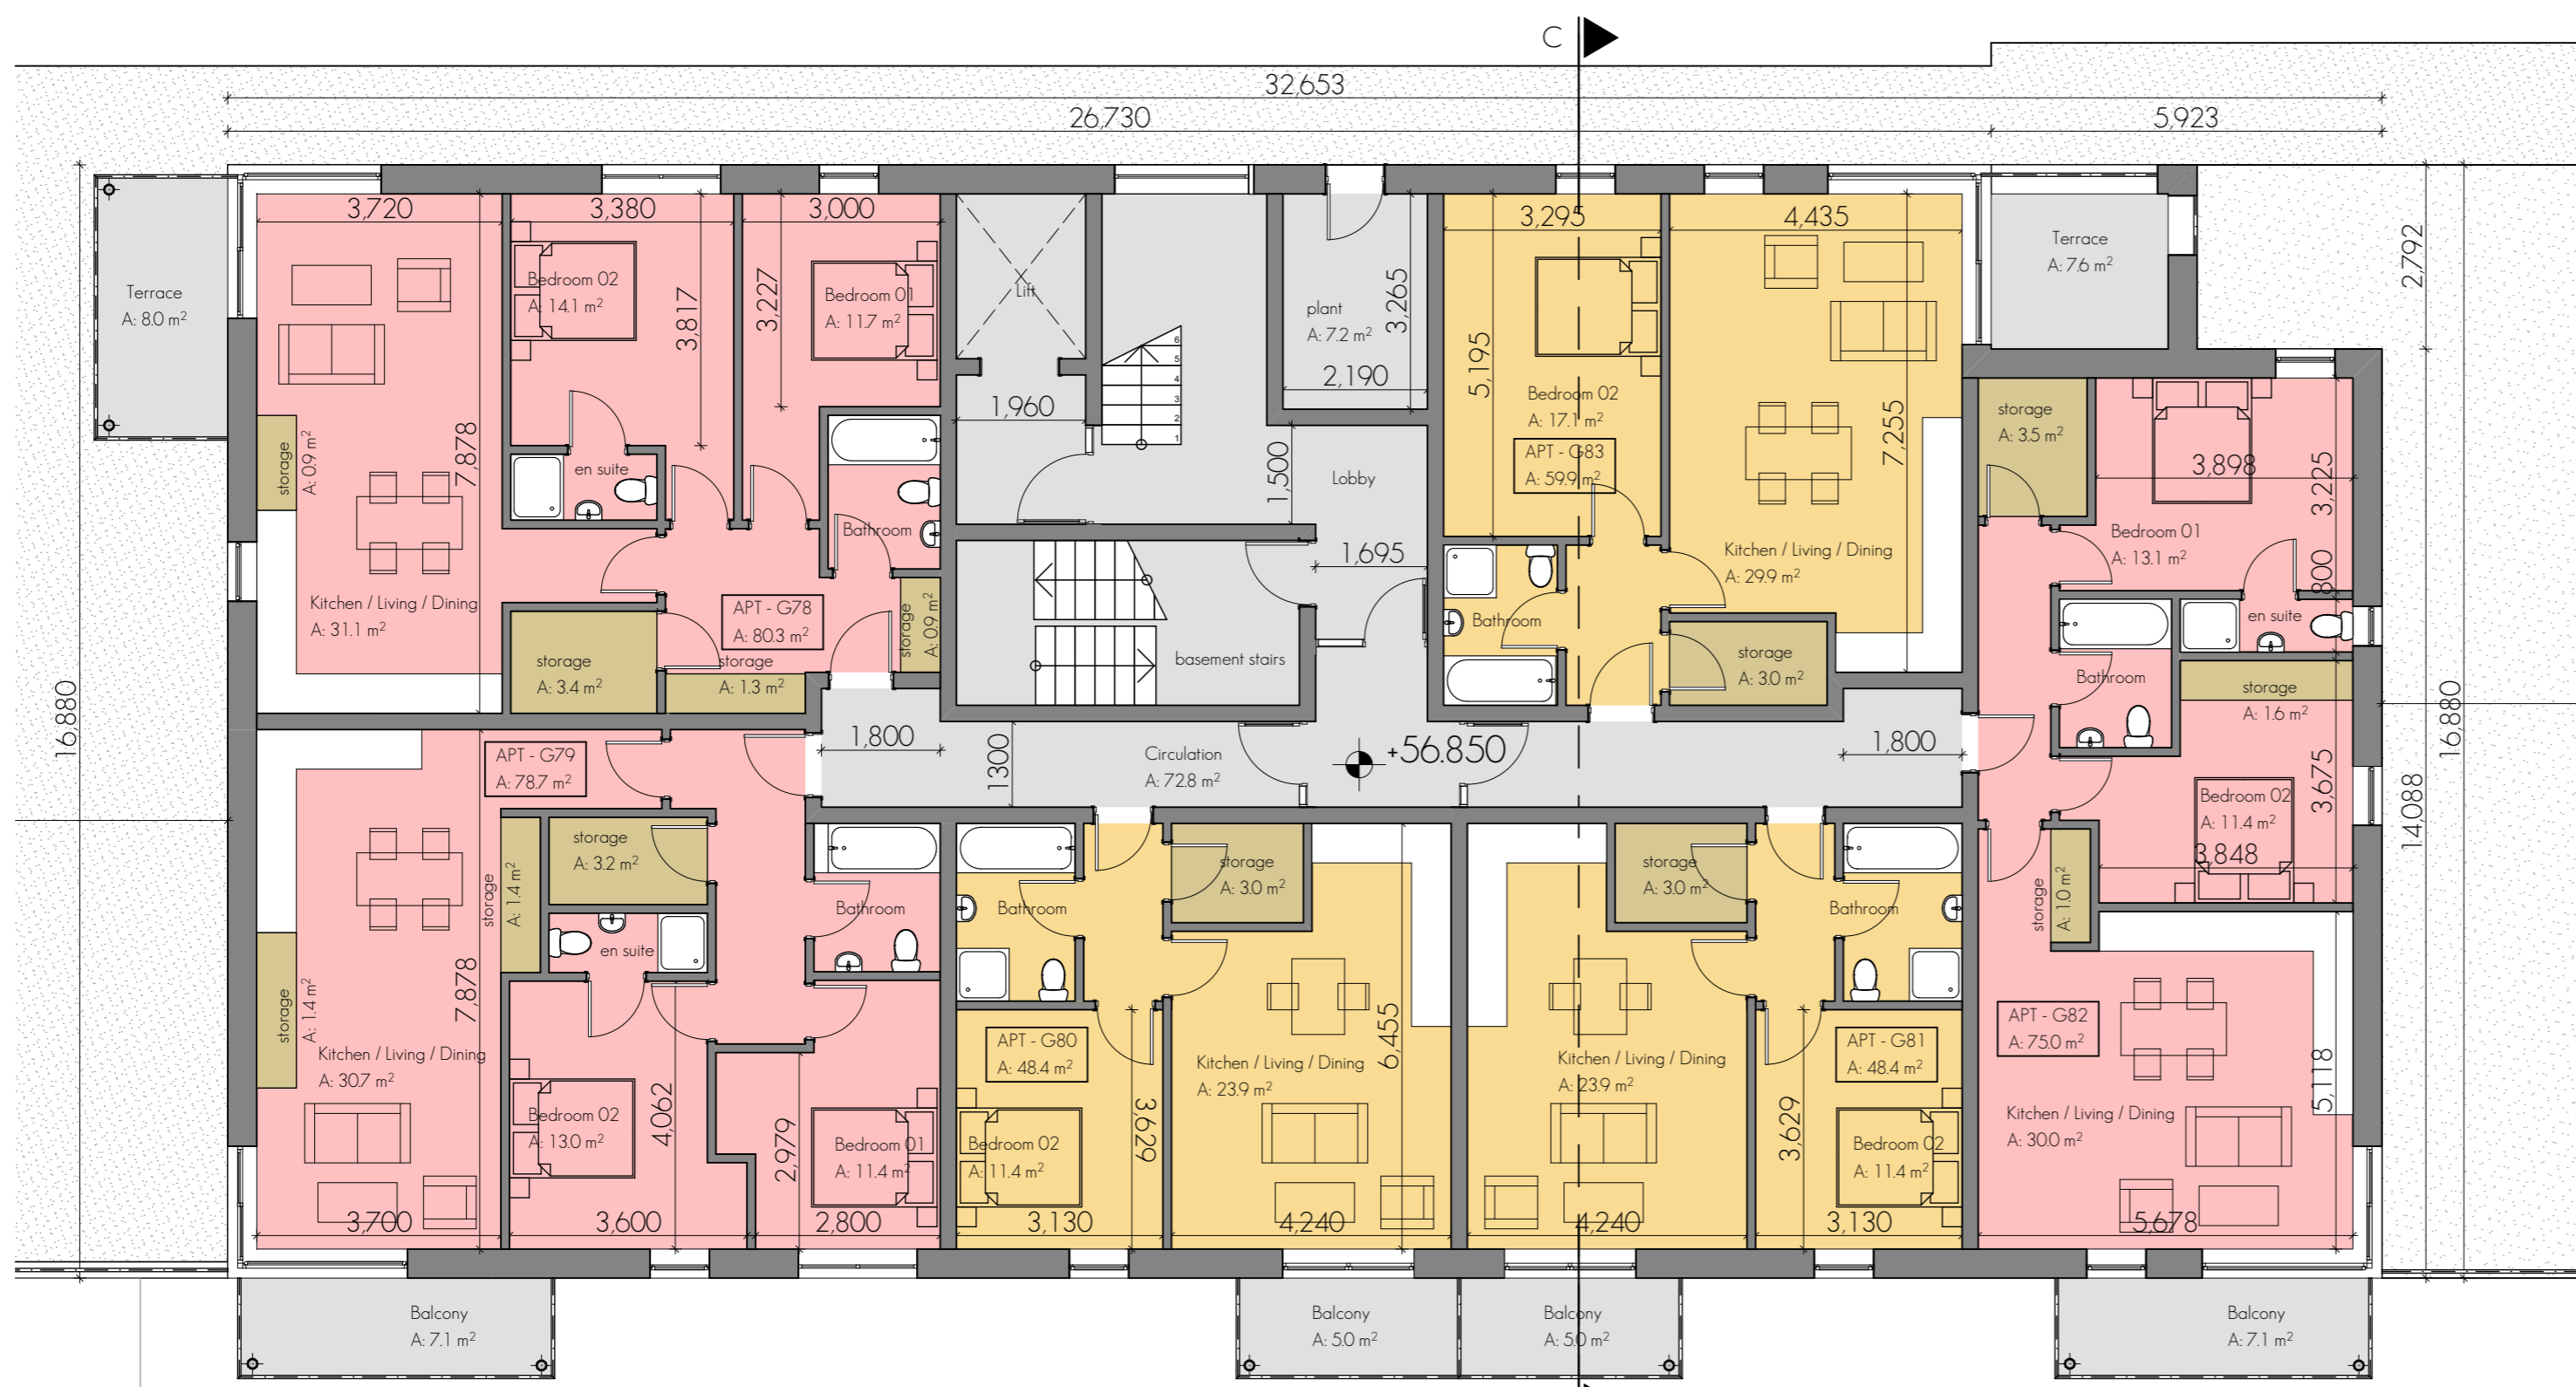 C
32,653
26,730
5,923
16,880
2,792
14,088
16,880
Terrace
A: 8.0 m²
3,720
7,878
storage
A: 0.9 m²
Kitchen / Living / Dining
A: 31.1 m²
3,380
3,817
Bedroom 02
A: 14.1 m²
en suite
3,000
3,227
Bedroom 01
A: 11.7 m²
Bathroom
APT - G78
A: 80.3 m²
storage
A: 0.9 m²
storage
A: 3.4 m²
storage
A: 1.3 m²
Lift
1,960
6
5
4
3
2
1
plant
A: 7.2 m²
3,265
2,190
1,500
Lobby
1,695
basement stairs
3,295
5,195
Bedroom 02
A: 17.1 m²
APT - G83
A: 59.9 m²
Bathroom
4,435
7,255
Kitchen / Living / Dining
A: 29.9 m²
storage
A: 3.0 m²
Terrace
A: 7.6 m²
storage
A: 3.5 m²
3,898
3,225
Bedroom 01
A: 13.1 m²
800
en suite
Bathroom
storage
A: 1.6 m²
3,675
Bedroom 02
A: 11.4 m²
3,848
storage
A: 1.0 m²
APT - G82
A: 75.0 m²
Kitchen / Living / Dining
A: 30.0 m²
5,118
5,678
1,800
1300
Circulation
A: 72.8 m²
+56.850
1,800
APT - G79
A: 78.7 m²
storage
A: 3.2 m²
storage
A: 1.4 m²
storage
A: 1.4 m²
7,878
en suite
Bathroom
Kitchen / Living / Dining
A: 30.7 m²
3,700
Bedroom 02
A: 13.0 m²
4,062
3,600
2,979
Bedroom 01
A: 11.4 m²
2,800
Bathroom
APT - G80
A: 48.4 m²
Bedroom 02
A: 11.4 m²
3,629
3,130
storage
A: 3.0 m²
6,455
Kitchen / Living / Dining
A: 23.9 m²
4,240
storage
A: 3.0 m²
Kitchen / Living / Dining
A: 23.9 m²
4,240
Bathroom
APT - G81
A: 48.4 m²
3,629
Bedroom 02
A: 11.4 m²
3,130
Balcony
A: 7.1 m²
Balcony
A: 5.0 m²
Balcony
A: 5.0 m²
Balcony
A: 7.1 m²